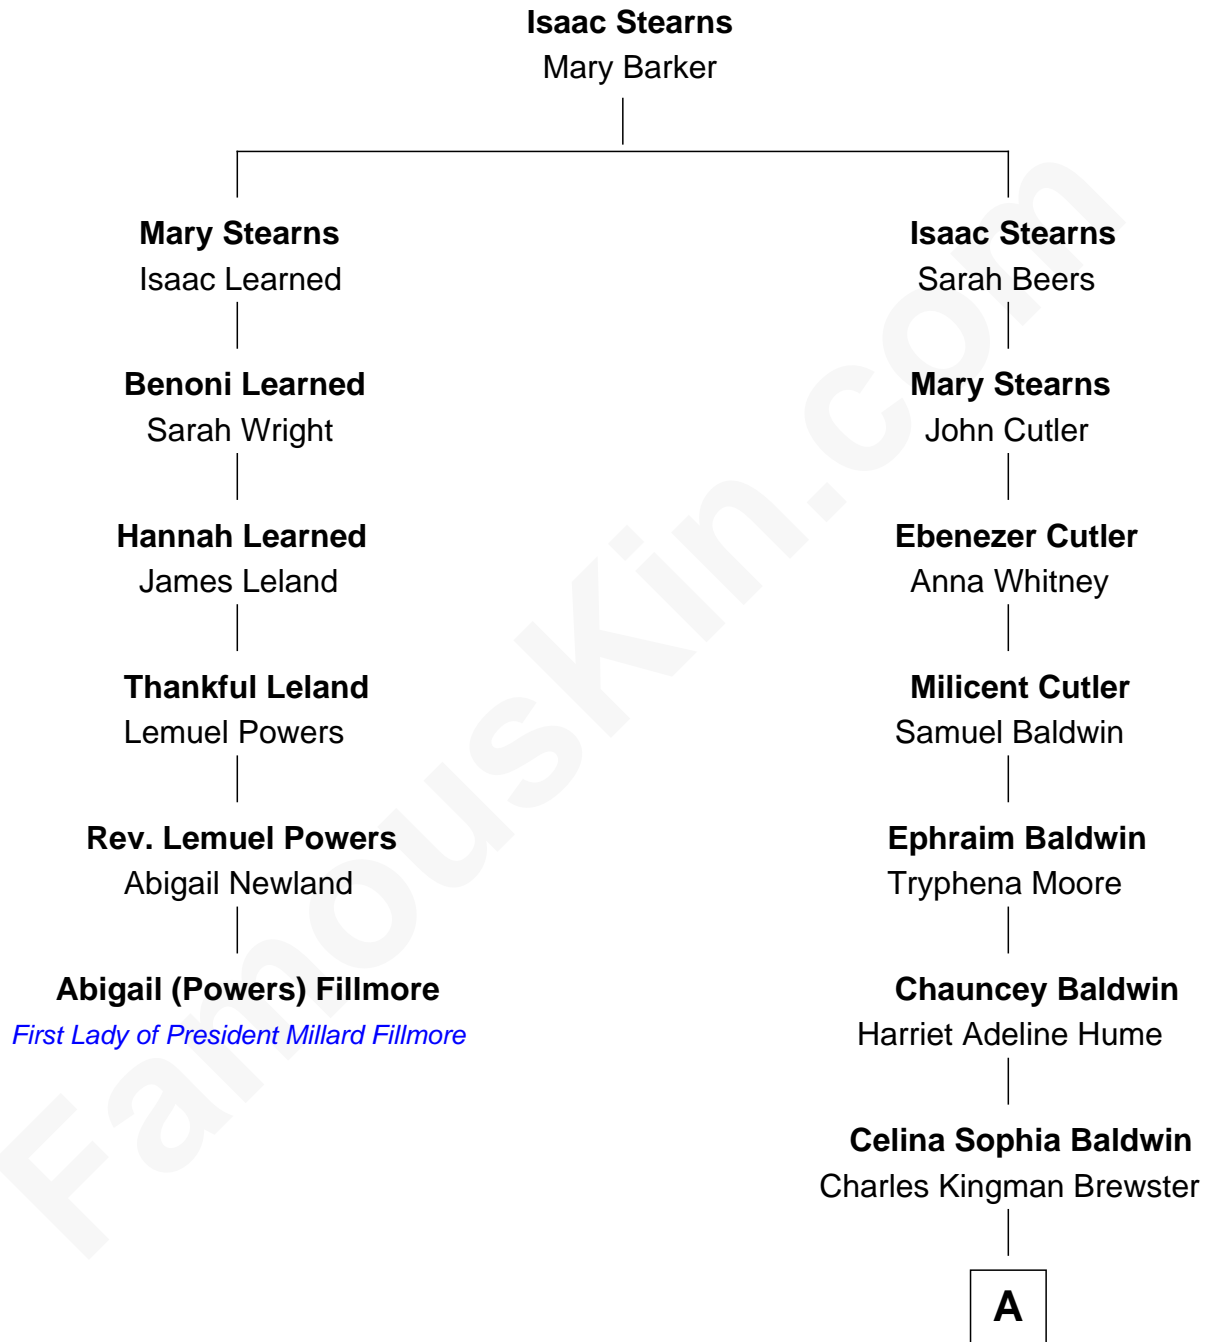 Isaac Stearns
Mary Barker
Mary Stearns
Isaac Learned
Benoni Learned
Sarah Wright
Hannah Learned
James Leland
Thankful Leland
Lemuel Powers
Rev. Lemuel Powers
Abigail Newland
Abigail (Powers) Fillmore
First Lady of President Millard Fillmore
Isaac Stearns
Sarah Beers
Mary Stearns
John Cutler
Ebenezer Cutler
Anna Whitney
Milicent Cutler
Samuel Baldwin
Ephraim Baldwin
Tryphena Moore
Chauncey Baldwin
Harriet Adeline Hume
Celina Sophia Baldwin
Charles Kingman Brewster
A
FamousKin.com